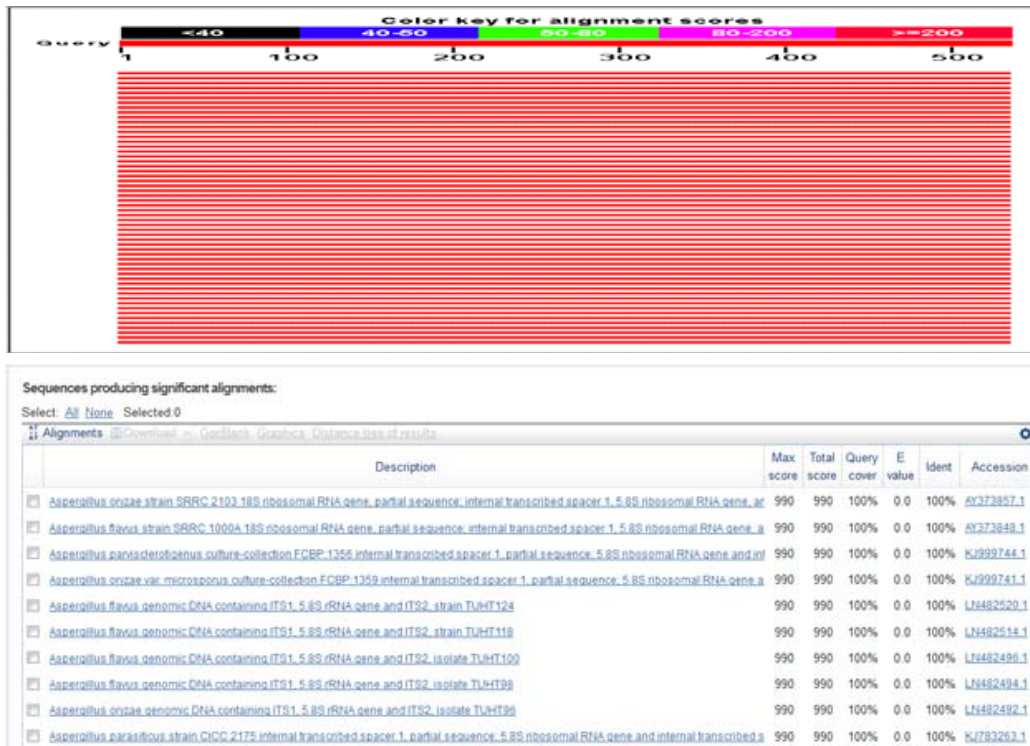 Color key for alignment scores
<40 40-50 50-80 80-200 >=200
Query
1 100 200 300 400 500
Sequences producing significant alignments:
Select: All None Selected:0
Alignments Download GenBank Graphics Distance tree of results
Description Max score Total score Query cover E value Ident Accession
Aspergillus oryzae strain SRRC 2103 18S ribosomal RNA gene, partial sequence; internal transcribed spacer 1, 5.8S ribosomal RNA gene, ar 990 990 100% 0.0 100% AY373857.1
Aspergillus flavus strain SRRC 1000A 18S ribosomal RNA gene, partial sequence; internal transcribed spacer 1, 5.8S ribosomal RNA gene, a 990 990 100% 0.0 100% AY373848.1
Aspergillus parvisclerotigenus culture-collection FCBP:1356 internal transcribed spacer 1, partial sequence; 5.8S ribosomal RNA gene and int 990 990 100% 0.0 100% KJ999744.1
Aspergillus oryzae var. microsporus culture-collection FCBP:1359 internal transcribed spacer 1, partial sequence; 5.8S ribosomal RNA gene a 990 990 100% 0.0 100% KJ999741.1
Aspergillus flavus genomic DNA containing ITS1, 5.8S rRNA gene and ITS2, strain TUHT124 990 990 100% 0.0 100% LN482520.1
Aspergillus flavus genomic DNA containing ITS1, 5.8S rRNA gene and ITS2, strain TUHT118 990 990 100% 0.0 100% LN482514.1
Aspergillus flavus genomic DNA containing ITS1, 5.8S rRNA gene and ITS2, isolate TUHT100 990 990 100% 0.0 100% LN482496.1
Aspergillus flavus genomic DNA containing ITS1, 5.8S rRNA gene and ITS2, isolate TUHT98 990 990 100% 0.0 100% LN482494.1
Aspergillus oryzae genomic DNA containing ITS1, 5.8S rRNA gene and ITS2, isolate TUHT96 990 990 100% 0.0 100% LN482492.1
Aspergillus parasiticus strain CICC 2175 internal transcribed spacer 1, partial sequence; 5.8S ribosomal RNA gene and internal transcribed s 990 990 100% 0.0 100% KJ783263.1